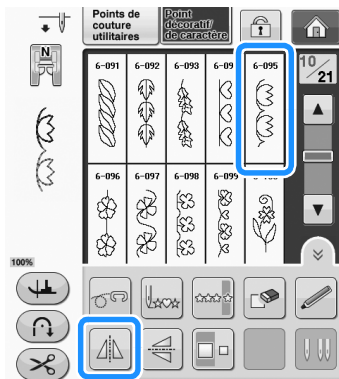 Points de
couture
utilitaires
Point
décoratif/
de caractère
N
10/21
6-091 6-092 6-093 6-09 6-095
6-096 6-097 6-098 6-099
100%